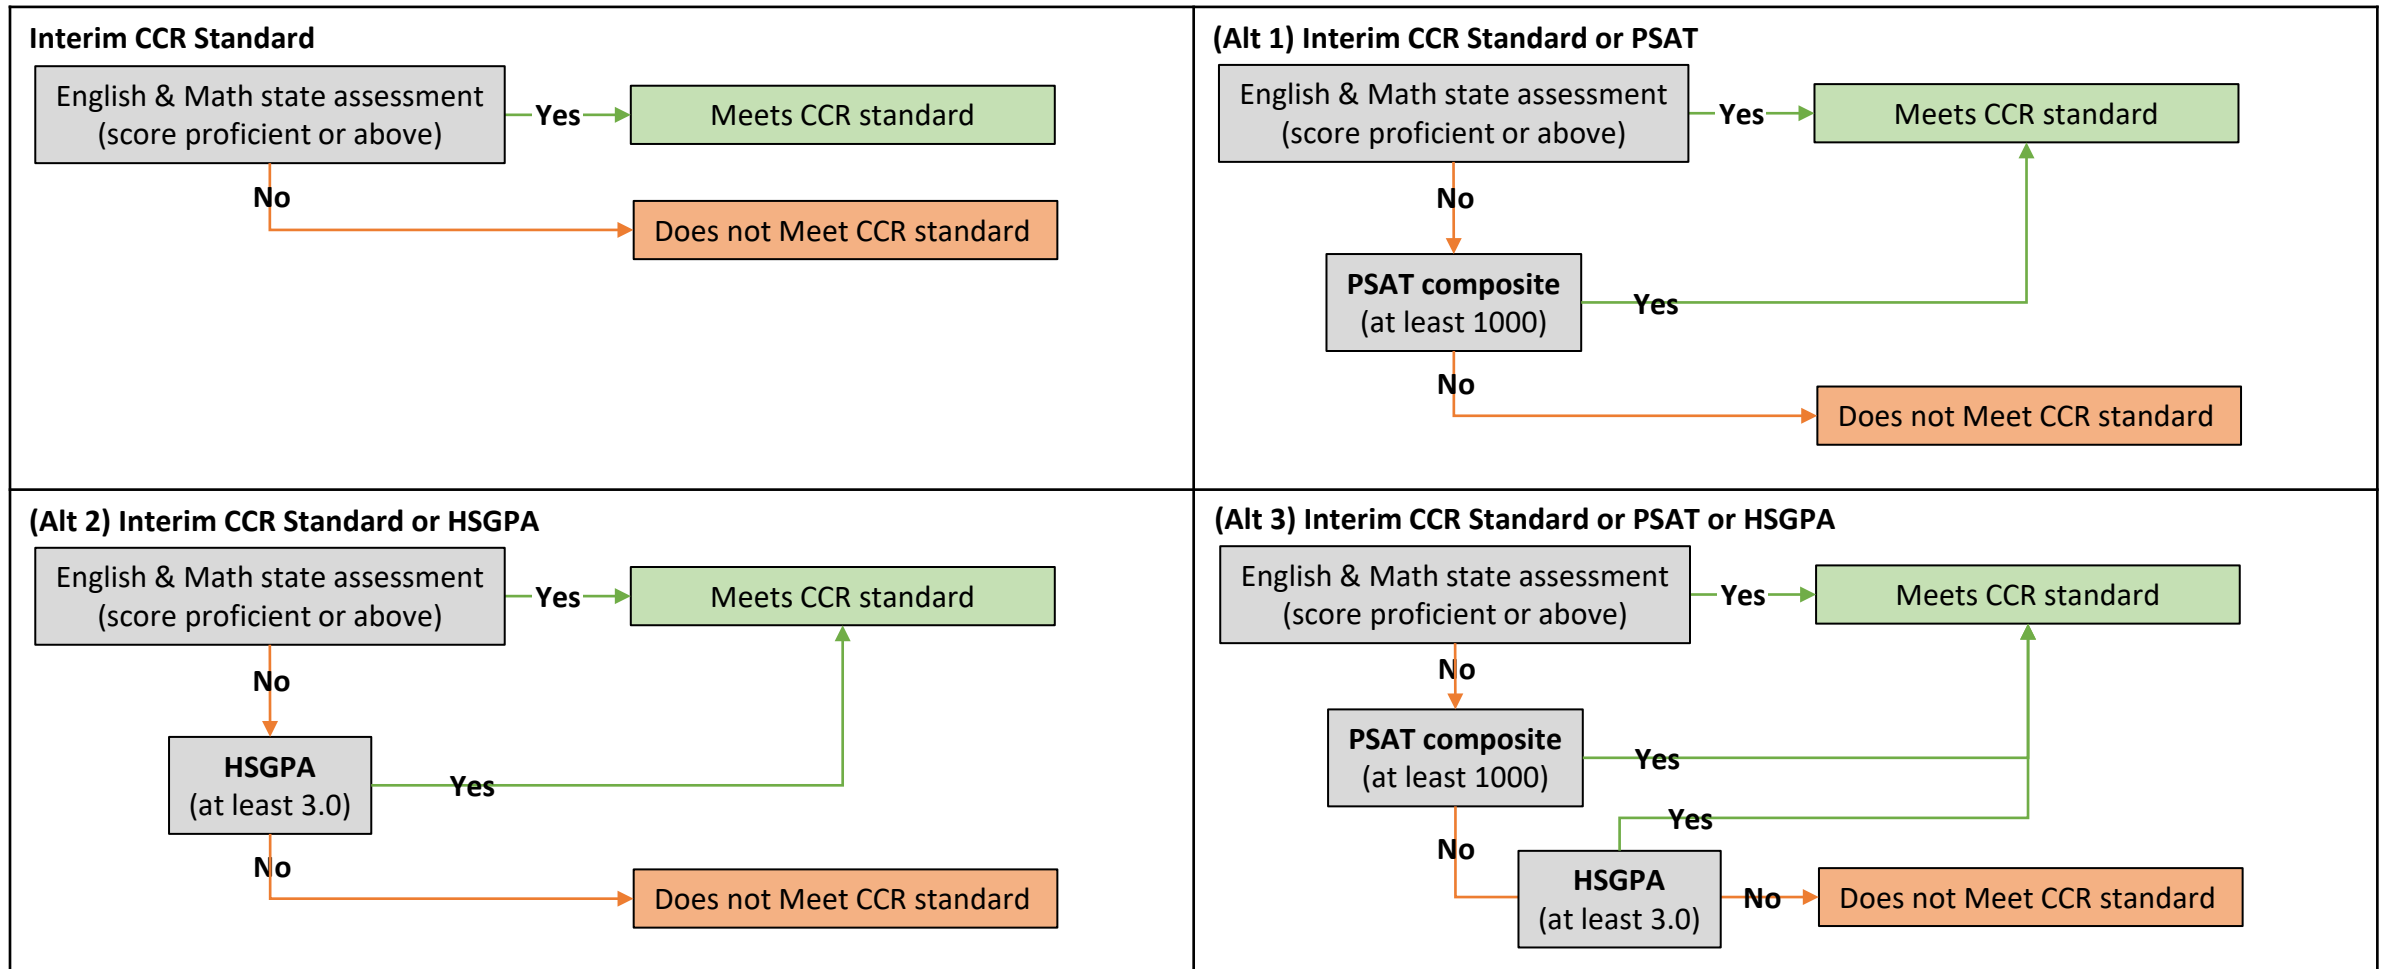 Interim CCR Standard
English & Math state assessment
(score proficient or above)
Yes
Meets CCR standard
No
Does not Meet CCR standard
(Alt 1) Interim CCR Standard or PSAT
English & Math state assessment
(score proficient or above)
Yes
Meets CCR standard
No
PSAT composite
(at least 1000)
Yes
No
Does not Meet CCR standard
(Alt 2) Interim CCR Standard or HSGPA
English & Math state assessment
(score proficient or above)
Yes
Meets CCR standard
No
HSGPA
(at least 3.0)
Yes
No
Does not Meet CCR standard
(Alt 3) Interim CCR Standard or PSAT or HSGPA
English & Math state assessment
(score proficient or above)
Yes
Meets CCR standard
No
PSAT composite
(at least 1000)
Yes
Yes
No
HSGPA
(at least 3.0)
No
Does not Meet CCR standard